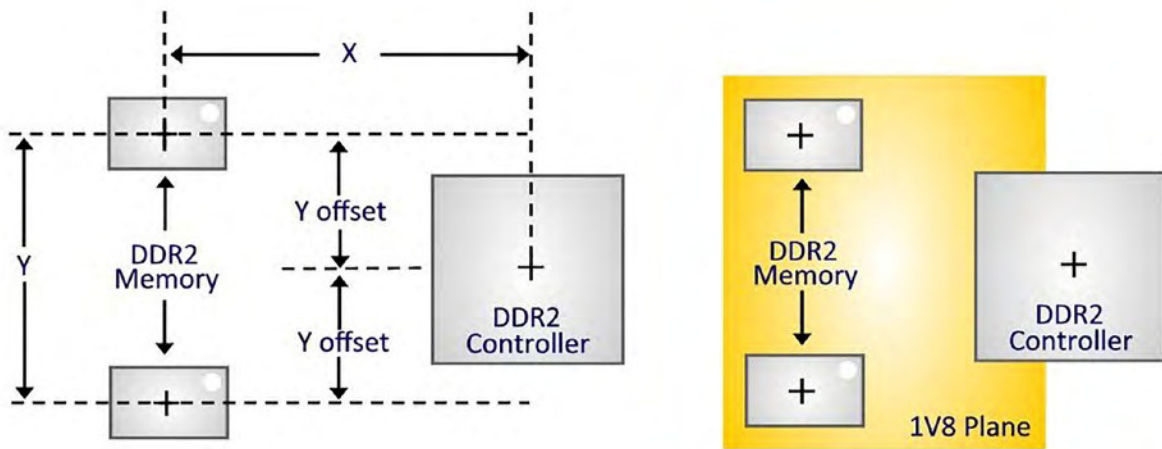 X
Y
Y offset
DDR2
Memory
Y offset
DDR2
Controller
DDR2
Memory
DDR2
Controller
1V8 Plane